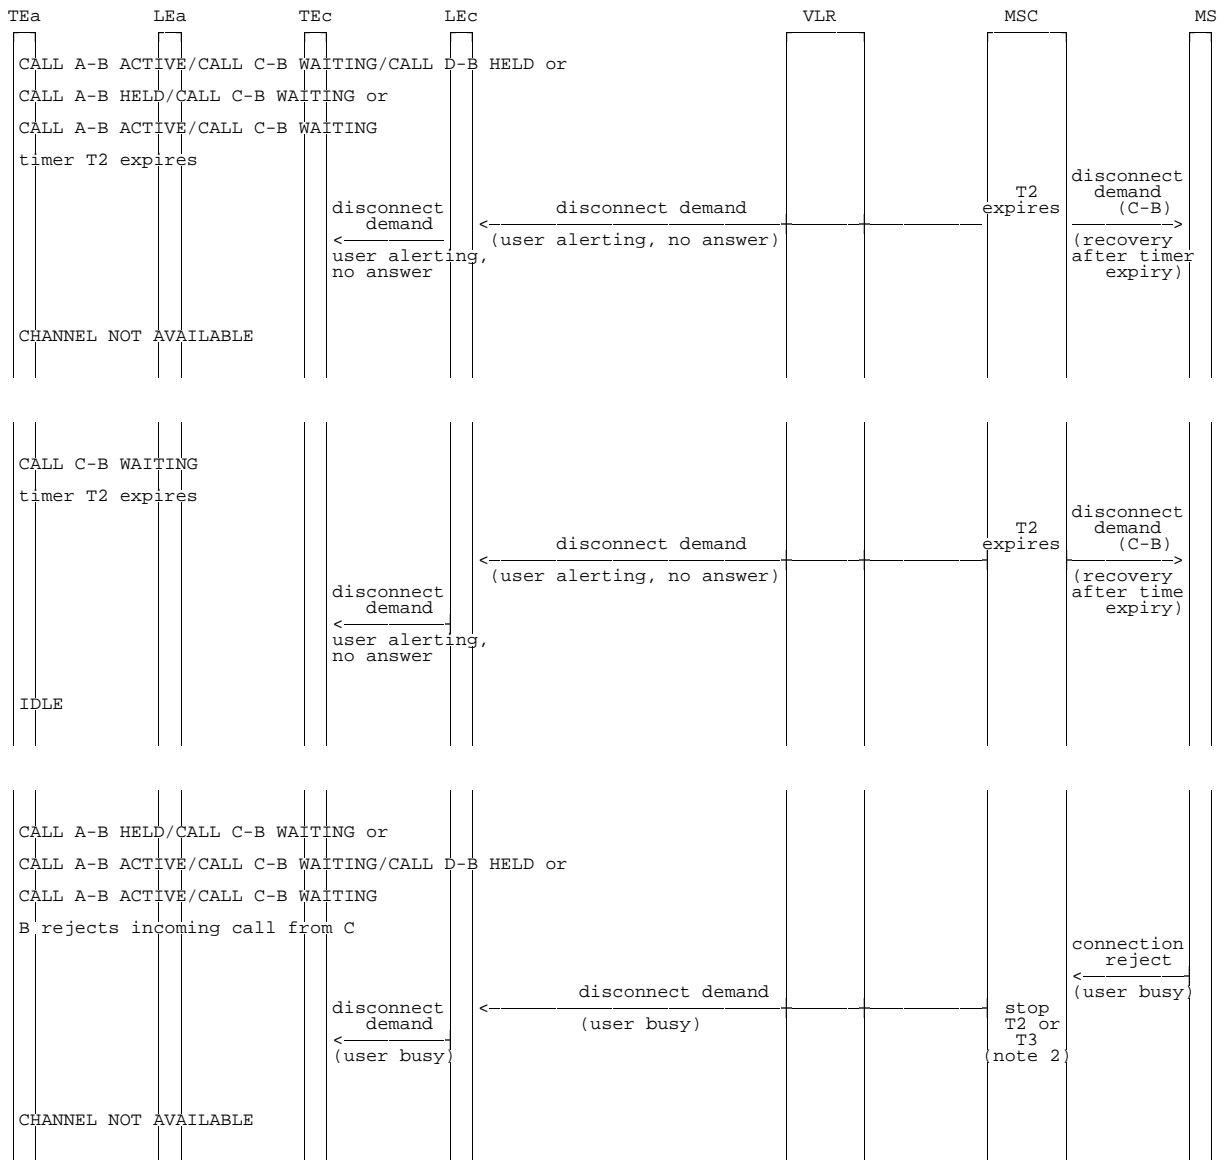 TEa LEa TEc LEc VLR MSC MS
CALL A-B ACTIVE/CALL C-B WAITING/CALL D-B HELD or
CALL A-B HELD/CALL C-B WAITING or
CALL A-B ACTIVE/CALL C-B WAITING
timer T2 expires
disconnect
demand
user alerting,
no answer
disconnect demand
(user alerting, no answer)
T2
expires
disconnect
demand
(C-B)
(recovery
after timer
expiry)
CHANNEL NOT AVAILABLE
CALL C-B WAITING
timer T2 expires
disconnect demand
(user alerting, no answer)
T2
expires
disconnect
demand
(C-B)
(recovery
after time
expiry)
disconnect
demand
user alerting,
no answer
IDLE
CALL A-B HELD/CALL C-B WAITING or
CALL A-B ACTIVE/CALL C-B WAITING/CALL D-B HELD or
CALL A-B ACTIVE/CALL C-B WAITING
B rejects incoming call from C
connection
reject
(user busy)
disconnect demand
(user busy)
stop
T2 or
T3
(note 2)
disconnect
demand
(user busy)
CHANNEL NOT AVAILABLE